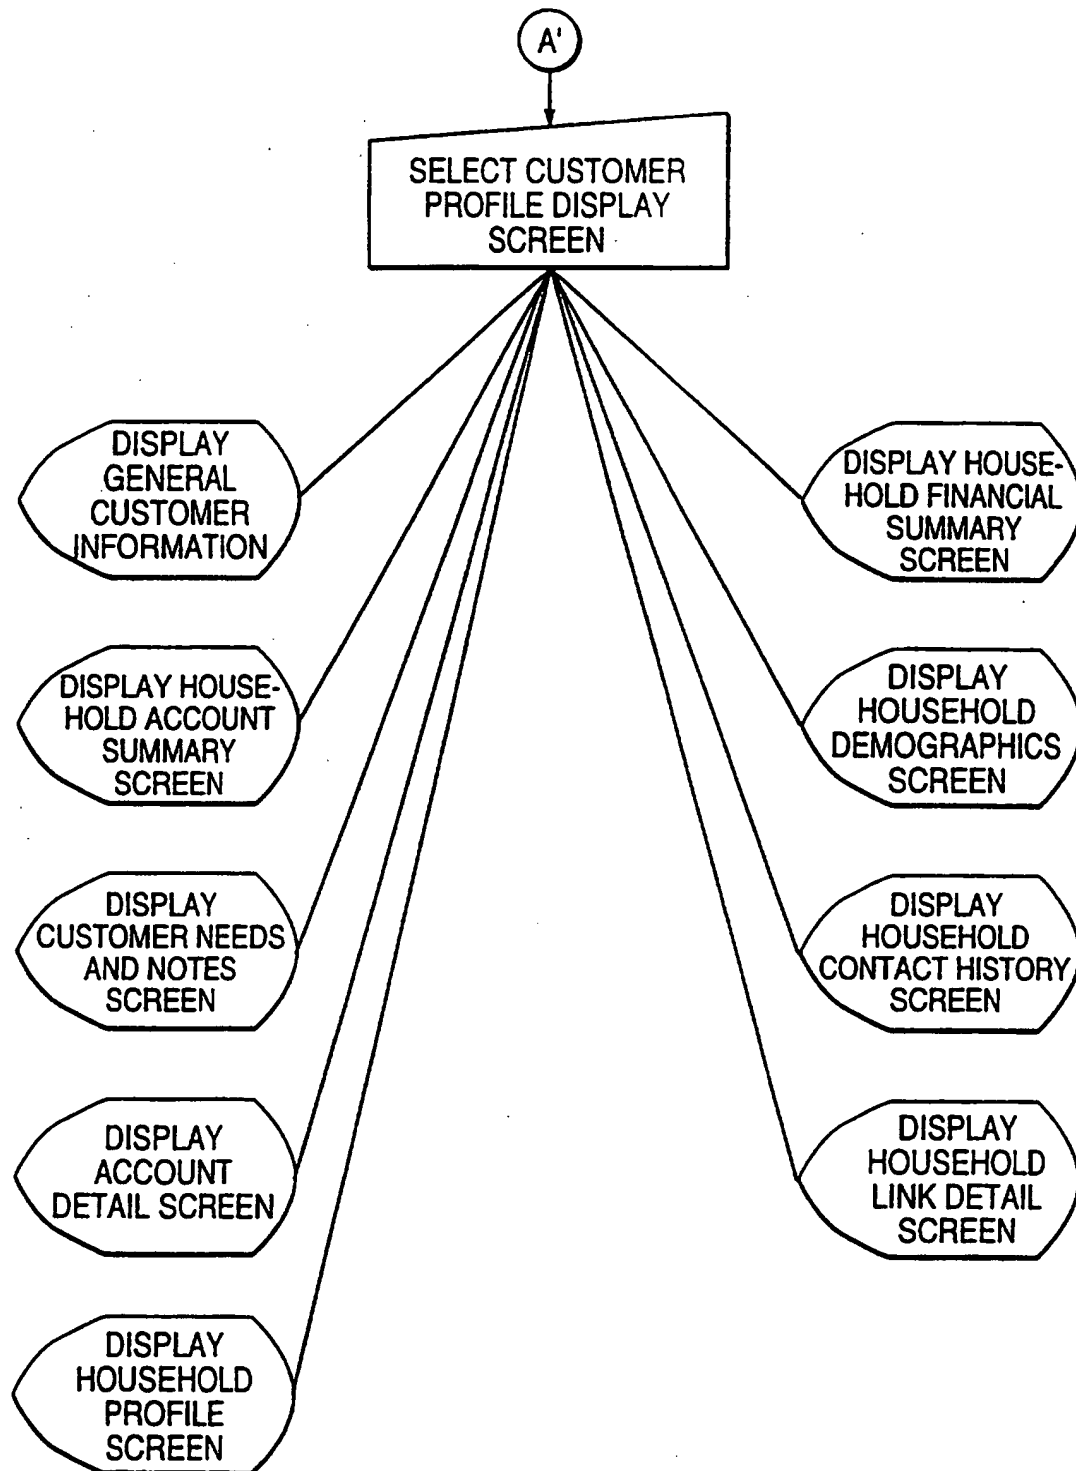 A'
SELECT CUSTOMER
PROFILE DISPLAY
SCREEN
DISPLAY
GENERAL
CUSTOMER
INFORMATION
DISPLAY HOUSE-
HOLD FINANCIAL
SUMMARY
SCREEN
DISPLAY HOUSE-
HOLD ACCOUNT
SUMMARY
SCREEN
DISPLAY
HOUSEHOLD
DEMOGRAPHICS
SCREEN
DISPLAY
CUSTOMER NEEDS
AND NOTES
SCREEN
DISPLAY
HOUSEHOLD
CONTACT HISTORY
SCREEN
DISPLAY
ACCOUNT
DETAIL SCREEN
DISPLAY
HOUSEHOLD
LINK DETAIL
SCREEN
DISPLAY
HOUSEHOLD
PROFILE
SCREEN